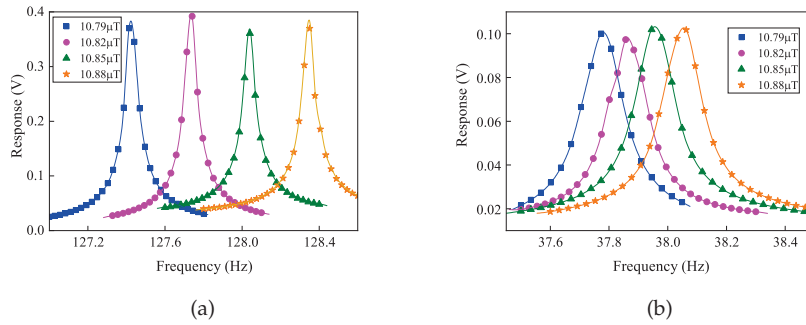 0.4
0.3
0.2
0.1
0.0
Response (V)
10.79μT
10.82μT
10.85μT
10.88μT
127.2 127.6 128.0 128.4
Frequency (Hz)
(a)
0.10
0.08
0.06
0.04
0.02
Response (V)
10.79μT
10.82μT
10.85μT
10.88μT
37.6 37.8 38.0 38.2 38.4
Frequency (Hz)
(b)